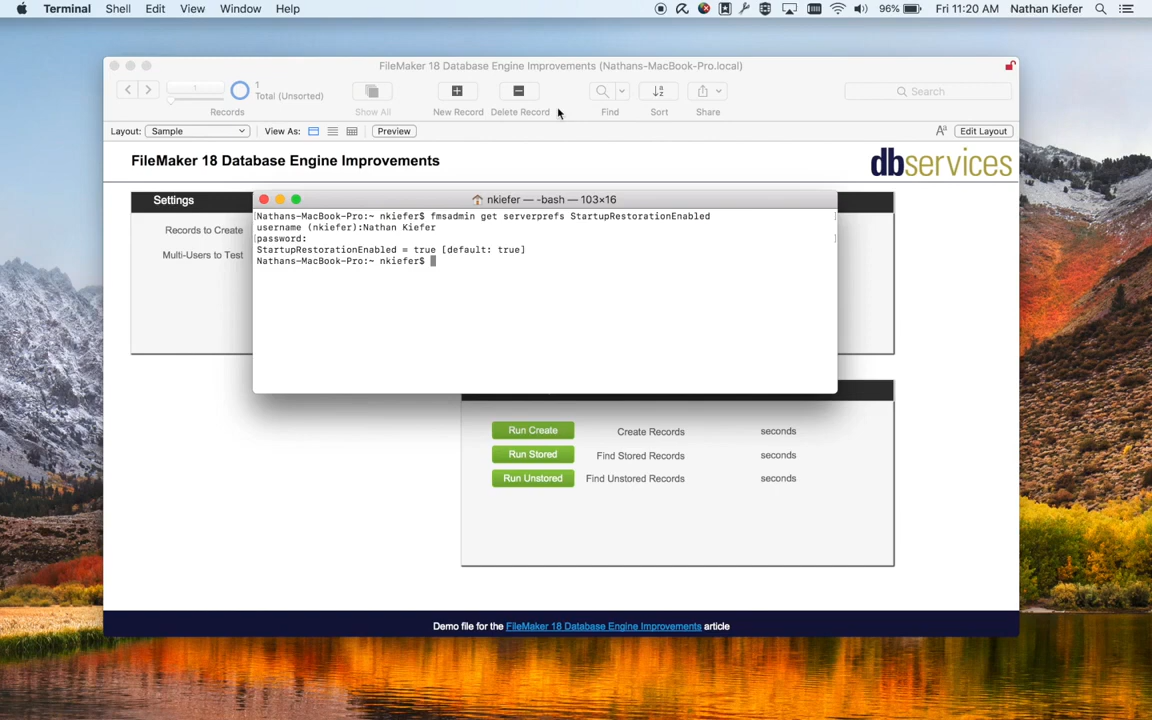 Terminal Shell Edit View Window Help
96% Fri 11:20 AM Nathan Kiefer
FileMaker 18 Database Engine Improvements (Nathans-MacBook-Pro.local)
1
1
Total (Unsorted)
Search
Records Show All New Record Delete Record Find Sort Share
Layout: Sample View As: Preview Aa Edit Layout
FileMaker 18 Database Engine Improvements
dbservices
Settings
Records to Create
Multi-Users to Test
nkiefer — -bash — 103×16
Nathans-MacBook-Pro:~ nkiefer$ fmsadmin get serverprefs StartupRestorationEnabled
username (nkiefer):Nathan Kiefer
password:
StartupRestorationEnabled = true [default: true]
Nathans-MacBook-Pro:~ nkiefer$
Run Create Create Records seconds
Run Stored Find Stored Records seconds
Run Unstored Find Unstored Records seconds
Demo file for the FileMaker 18 Database Engine Improvements article